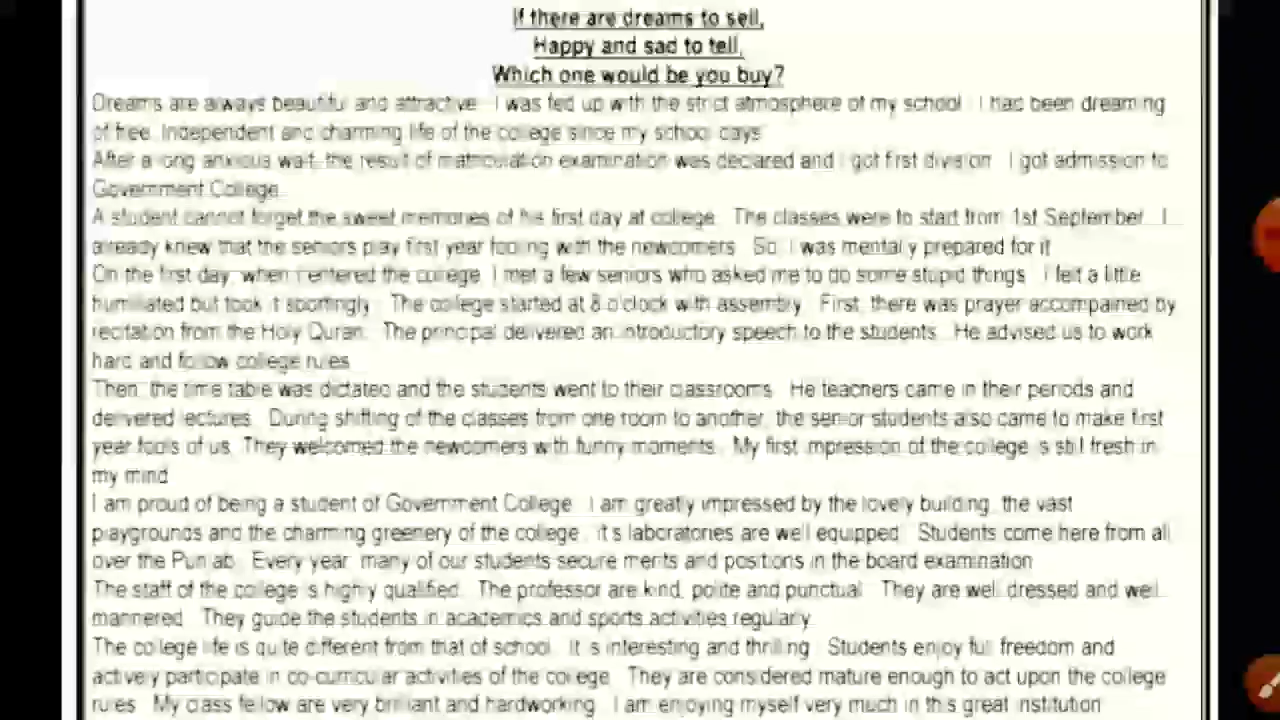 If there are dreams to sell,
Happy and sad to tell,
Which one would be you buy?
Dreams are always beautiful and attractive. I was fed up with the strict atmosphere of my school. I had been dreaming
of free, Independent and charming life of the college since my school days.
After a long anxious wait, the result of matriculation examination was declared and I got first division. I got admission to
Government College.
A student cannot forget the sweet memories of his first day at college. The classes were to start from 1st September. I
already knew that the seniors play first year fooling with the newcomers. So, I was mentally prepared for it.
On the first day, when I entered the college, I met a few seniors who asked me to do some stupid things. I felt a little
humiliated but took it sportingly. The college started at 8 o'clock with assembly. First, there was prayer accompained by
recitation from the Holy Quran. The principal delivered an introductory speech to the students. He advised us to work
hard and follow college rules.
Then, the time table was dictated and the students went to their classrooms. He teachers came in their periods and
delivered lectures. During shifting of the classes from one room to another, the senior students also came to make first
year fools of us. They welcomed the newcomers with funny moments. My first impression of the college is still fresh in
my mind.
I am proud of being a student of Government College. I am greatly impressed by the lovely building, the vast
playgrounds and the charming greenery of the college. it's laboratories are well equipped. Students come here from all
over the Punjab. Every year, many of our students secure merits and positions in the board examination.
The staff of the college is highly qualified. The professor are kind, polite and punctual. They are well dressed and well
mannered. They guide the students in academics and sports activities regularly.
The college life is quite different from that of school. It is interesting and thrilling. Students enjoy full freedom and
actively participate in co-curricular activities of the college. They are considered mature enough to act upon the college
rules. My class fellow are very brilliant and hardworking. I am enjoying myself very much in this great institution.